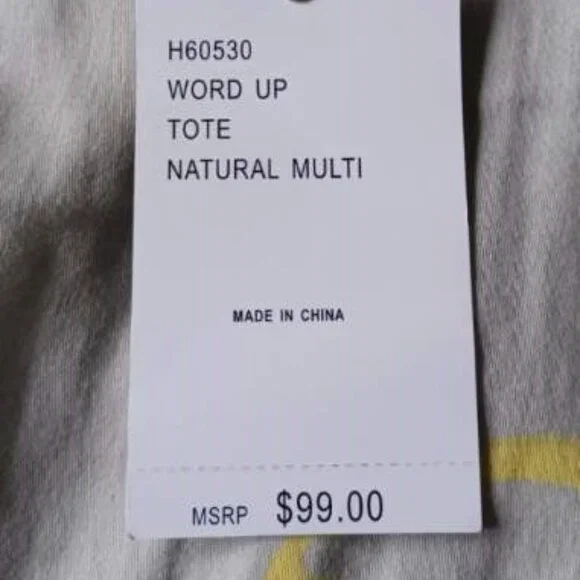 H60530
WORD UP
TOTE
NATURAL MULTI
MADE IN CHINA
MSRP $99.00